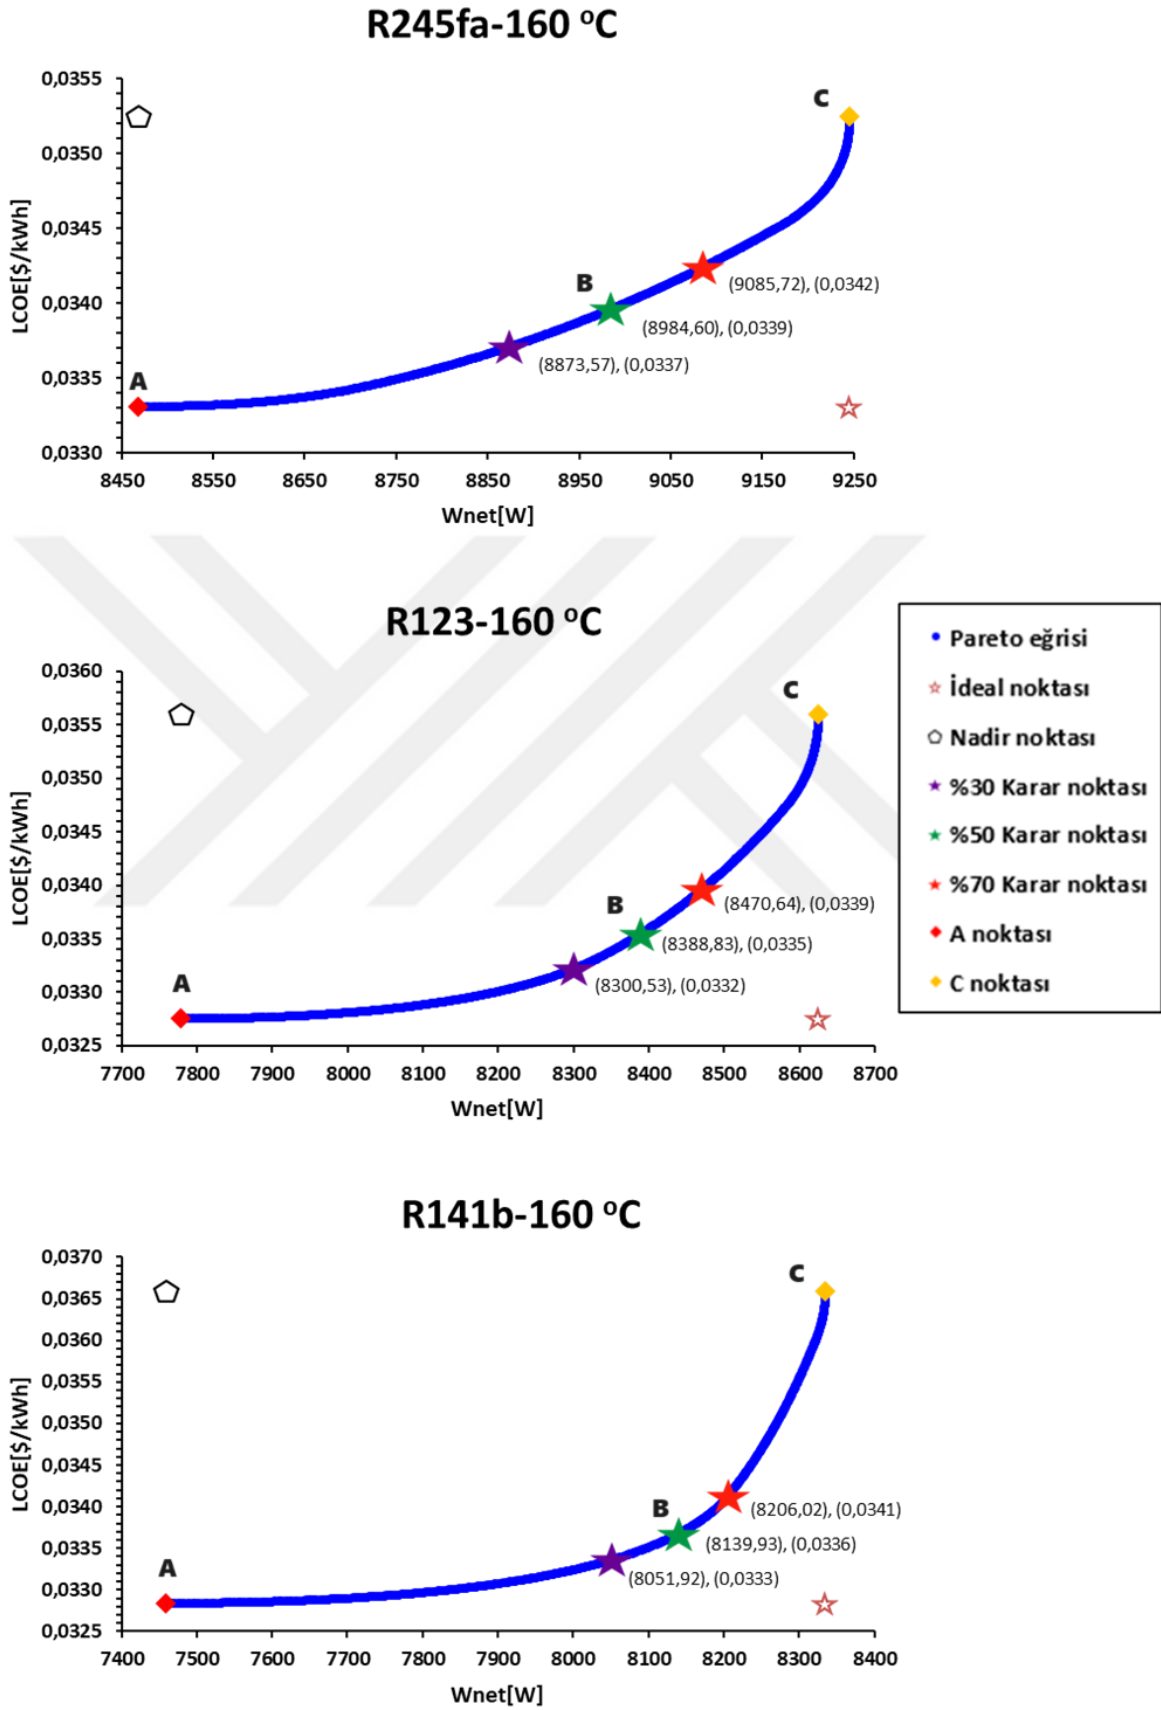 R245fa-160 °C
0,0355
0,0350
0,0345
0,0340
0,0335
0,0330
LCOE[$/kWh]
A
B
C
(9085,72), (0,0342)
(8984,60), (0,0339)
(8873,57), (0,0337)
8450 8550 8650 8750 8850 8950 9050 9150 9250
Wnet[W]
R123-160 °C
0,0360
0,0355
0,0350
0,0345
0,0340
0,0335
0,0330
0,0325
LCOE[$/kWh]
A
B
C
(8470,64), (0,0339)
(8388,83), (0,0335)
(8300,53), (0,0332)
7700 7800 7900 8000 8100 8200 8300 8400 8500 8600 8700
Wnet[W]
Pareto eğrisi
İdeal noktası
Nadir noktası
%30 Karar noktası
%50 Karar noktası
%70 Karar noktası
A noktası
C noktası
R141b-160 °C
0,0370
0,0365
0,0360
0,0355
0,0350
0,0345
0,0340
0,0335
0,0330
0,0325
LCOE[$/kWh]
A
B
C
(8206,02), (0,0341)
(8139,93), (0,0336)
(8051,92), (0,0333)
7400 7500 7600 7700 7800 7900 8000 8100 8200 8300 8400
Wnet[W]